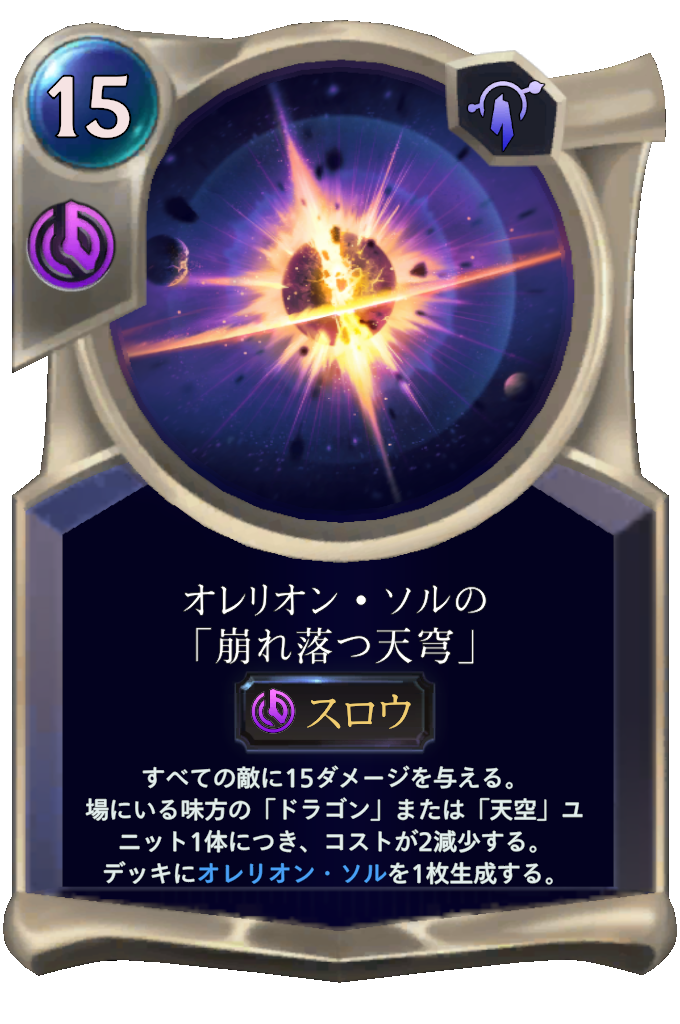 15
オレリオン・ソルの
「崩れ落つ天穹」
スロウ
すべての敵に15ダメージを与える。
場にいる味方の「ドラゴン」または「天空」ユ
ニット1体につき、コストが2減少する。
デッキにオレリオン・ソルを1枚生成する。